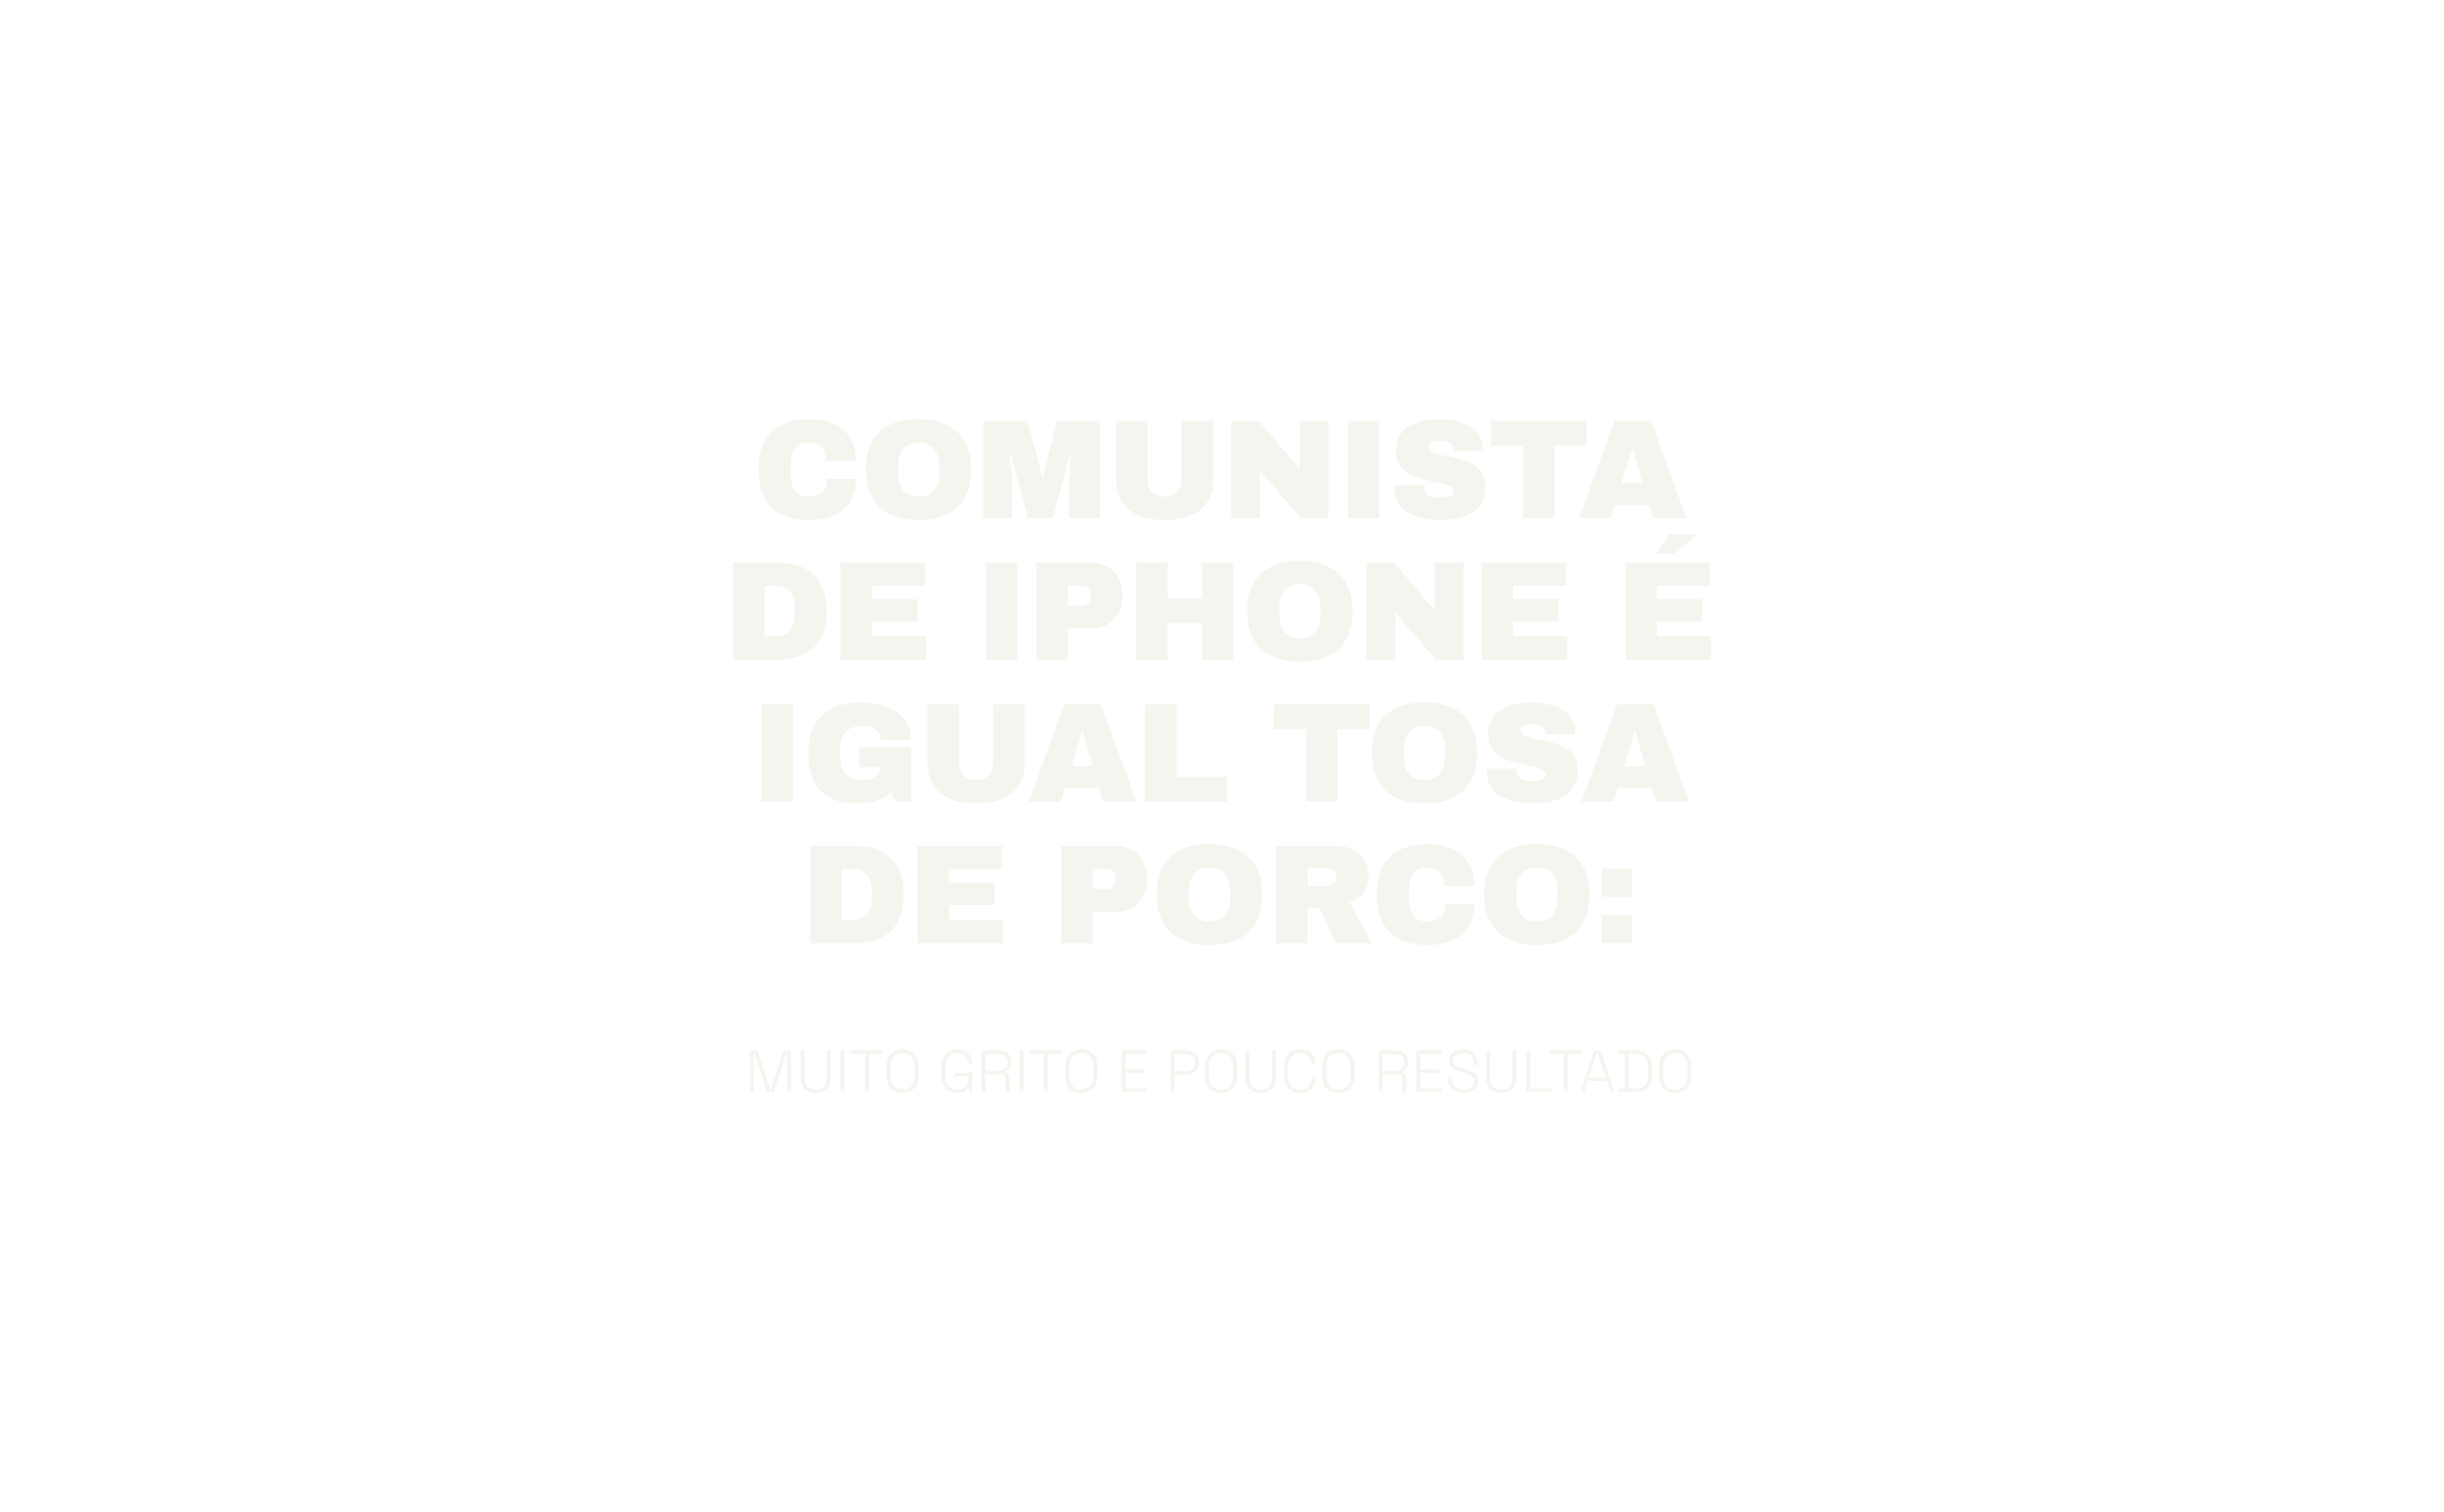 COMUNISTA
DE IPHONE É
IGUAL TOSA
DE PORCO:
MUITO GRITO E POUCO RESULTADO